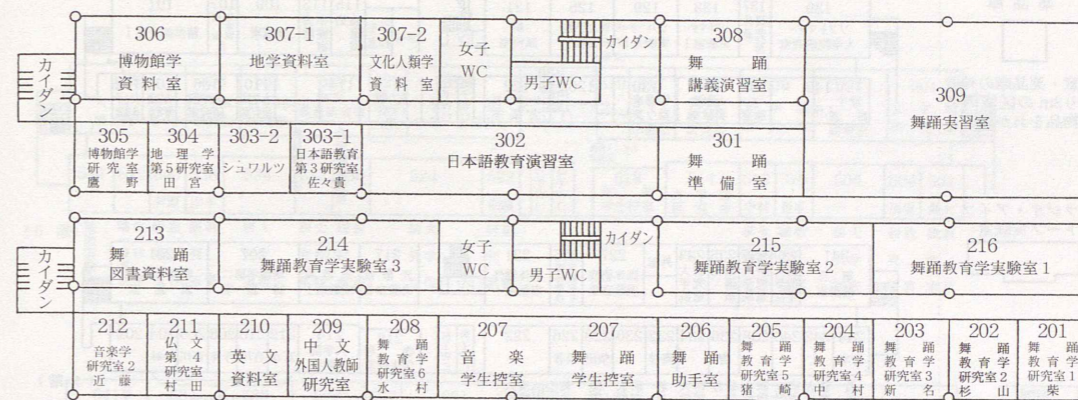 306
博物館学
資料室
307-1
地学資料室
307-2
文化人類学
資料室
女子
WC
カイダン
男子WC
308
舞踊
講義演習室
309
舞踊実習室
カイダン
305
博物館学
研究室
鷹野
304
地理学
第5研究室
田宮
303-2
シュワルツ
303-1
日本語教育
第3研究室
佐々貴
302
日本語教育演習室
301
舞踊
準備室
213
舞踊
図書資料室
214
舞踊教育学実験室3
女子
WC
カイダン
男子WC
215
舞踊教育学実験室2
216
舞踊教育学実験室1
カイダン
212
音楽学
研究室2
近藤
211
仏文
第4
研究室
村田
210
英文
資料室
209
中文
外国人教師
研究室
208
舞踊
教育学
研究室6
水村
207
音楽
学生控室
207
舞踊
学生控室
206
舞踊
助手室
205
舞踊
教育学
研究室5
猪崎
204
舞踊
教育学
研究室4
中村
203
舞踊
教育学
研究室3
新名
202
舞踊
教育学
研究室2
杉山
201
舞踊
教育学
研究室1
柴